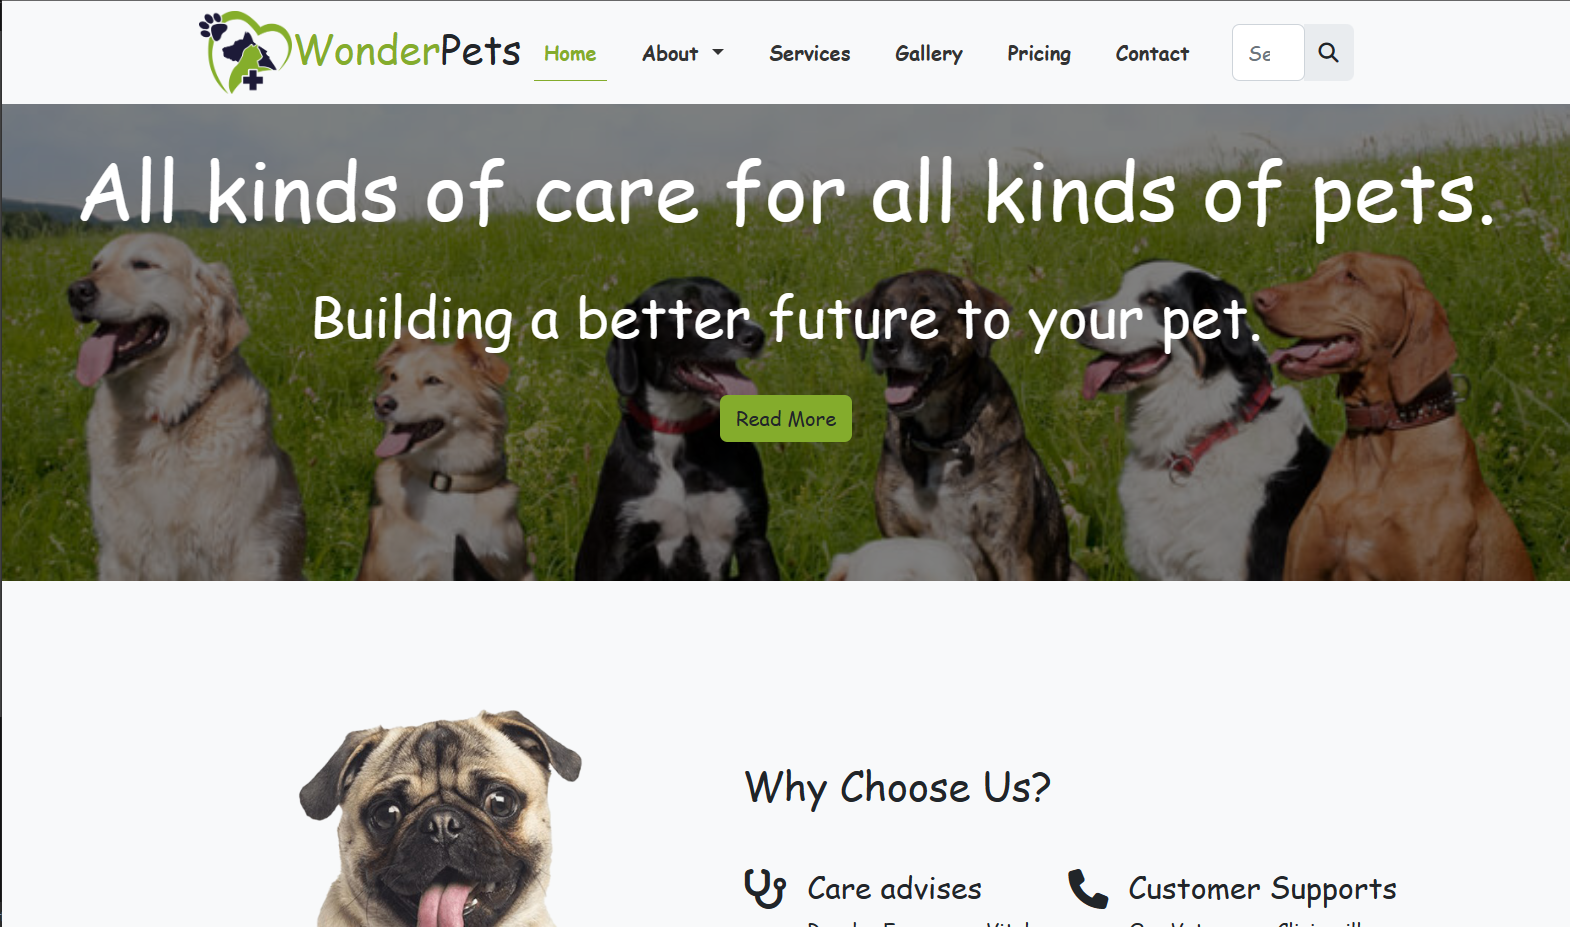 WonderPets Home About Services Gallery Pricing Contact Se
All kinds of care for all kinds of pets.
Building a better future to your pet.
Read More
Why Choose Us?
Care advises
Customer Supports